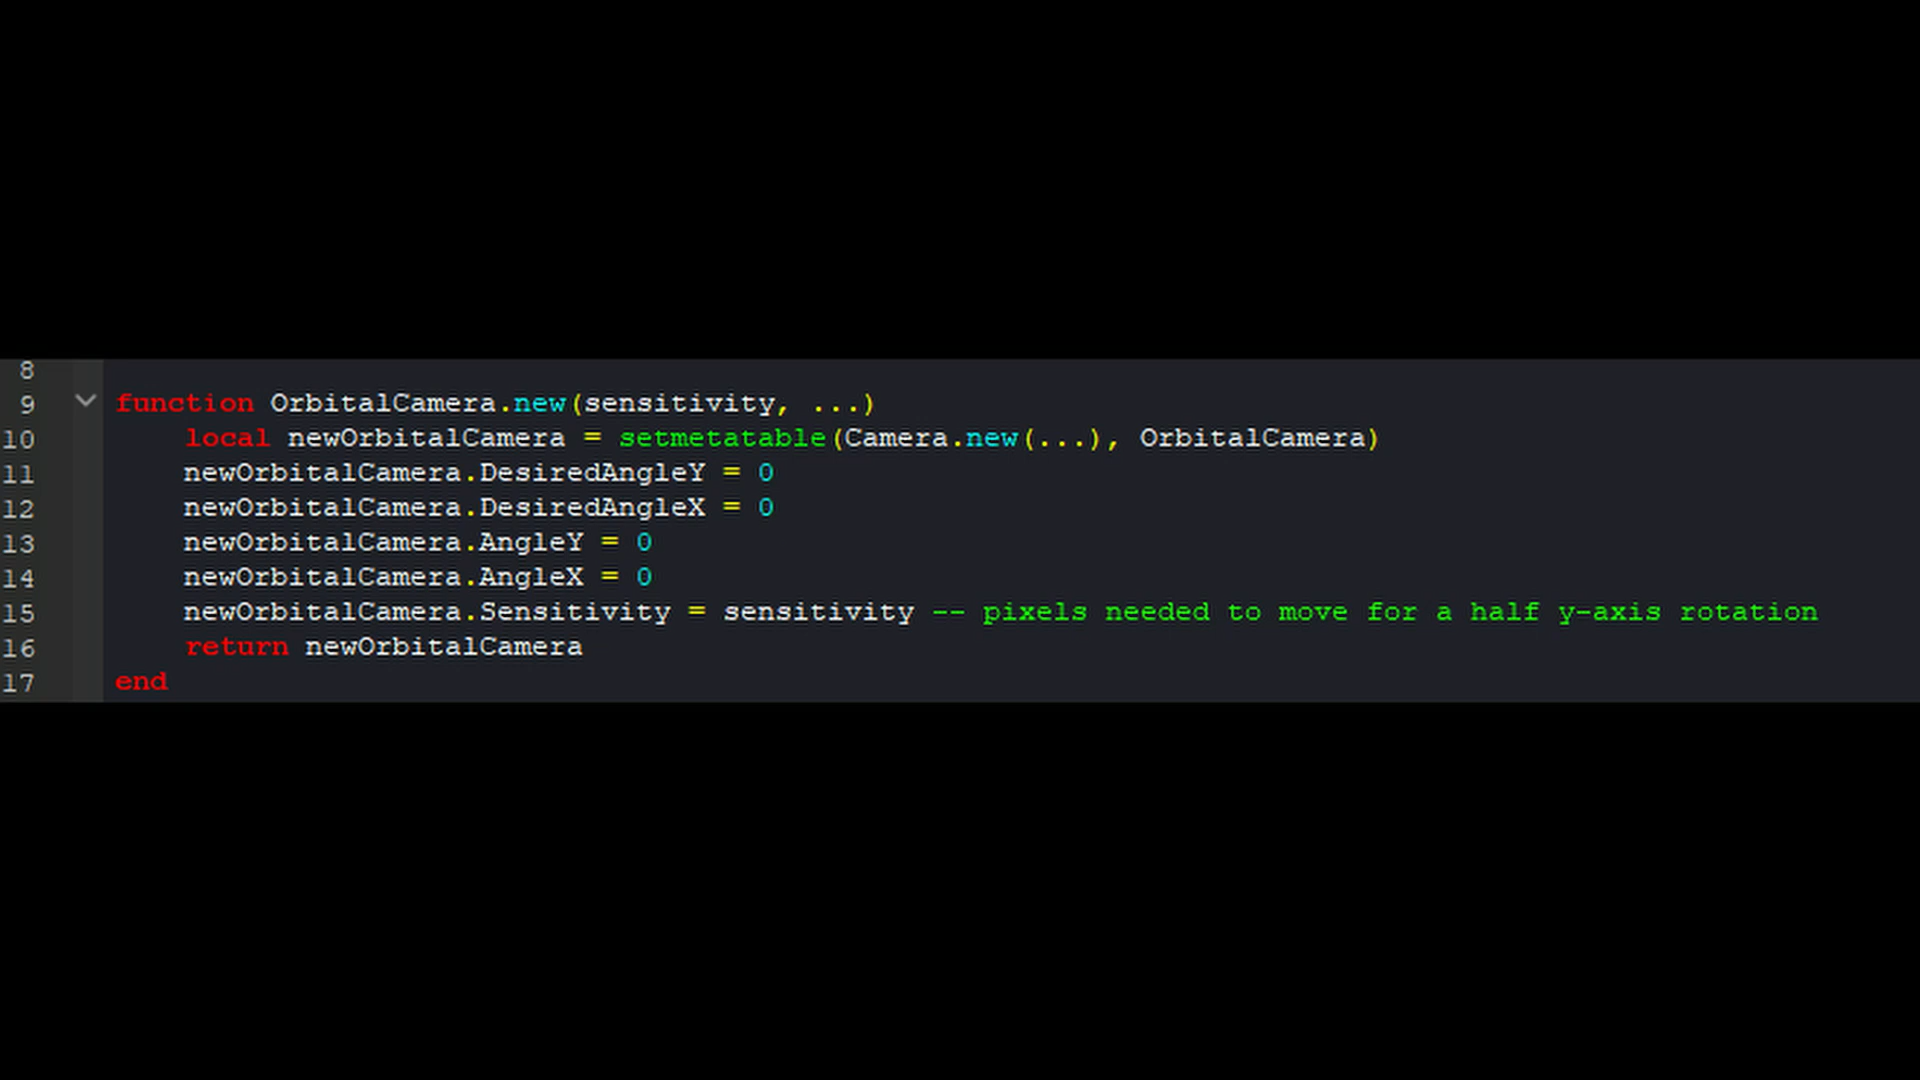 8
9 function OrbitalCamera.new(sensitivity, ...)
10 local newOrbitalCamera = setmetatable(Camera.new(...), OrbitalCamera)
11 newOrbitalCamera.DesiredAngleY = 0
12 newOrbitalCamera.DesiredAngleX = 0
13 newOrbitalCamera.AngleY = 0
14 newOrbitalCamera.AngleX = 0
15 newOrbitalCamera.Sensitivity = sensitivity -- pixels needed to move for a half y-axis rotation
16 return newOrbitalCamera
17 end